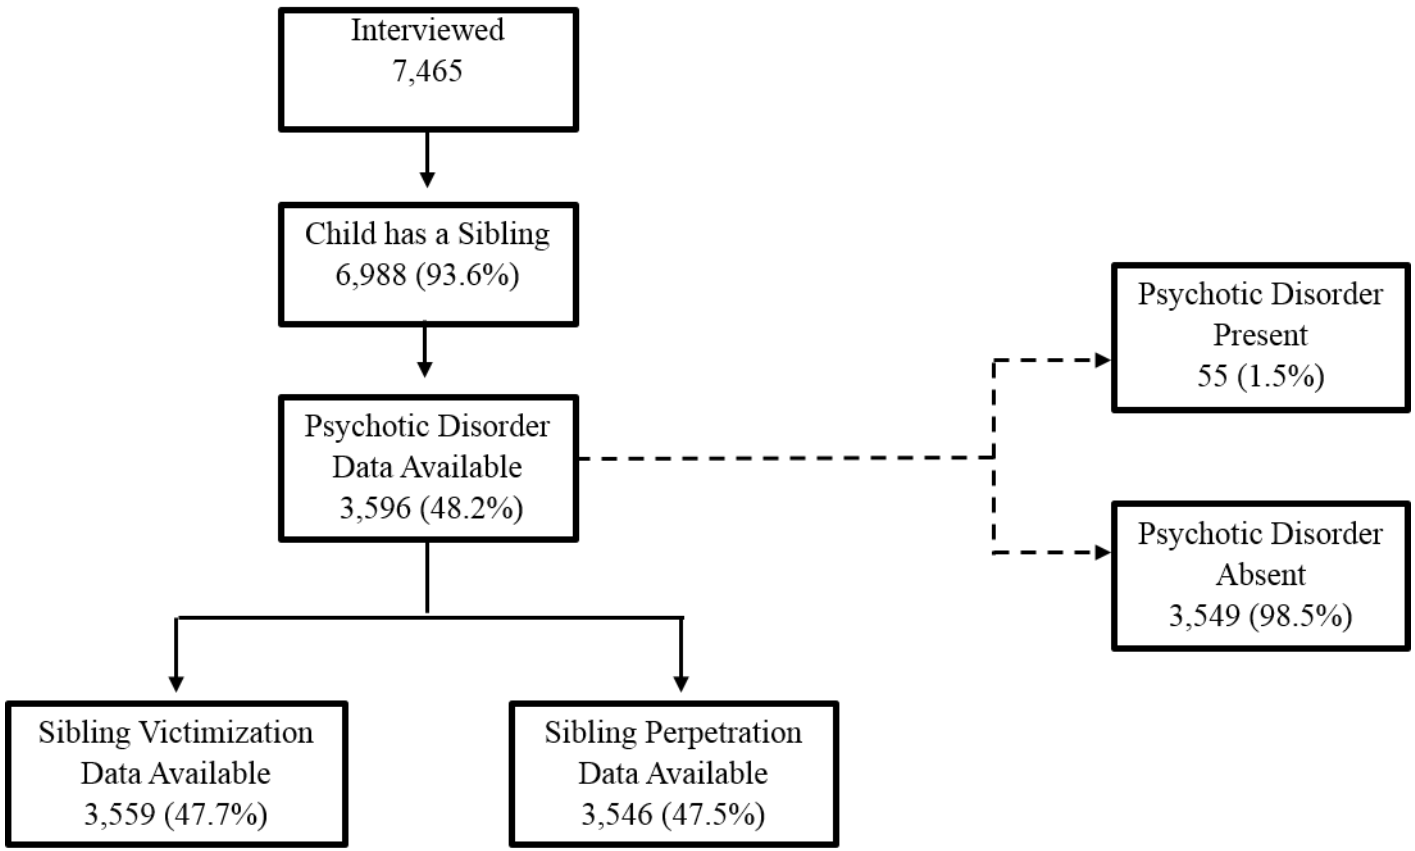 Interviewed
7,465
Child has a Sibling
6,988 (93.6%)
Psychotic Disorder
Data Available
3,596 (48.2%)
Psychotic Disorder
Present
55 (1.5%)
Psychotic Disorder
Absent
3,549 (98.5%)
Sibling Victimization
Data Available
3,559 (47.7%)
Sibling Perpetration
Data Available
3,546 (47.5%)